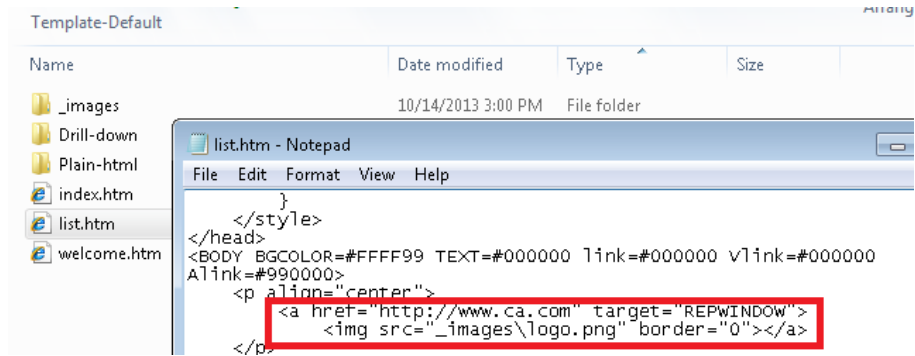 Arrang
Template-Default
Name Date modified Type Size
_images 10/14/2013 3:00 PM File folder
Drill-down
Plain-html
index.htm
list.htm
welcome.htm
list.htm - Notepad
File Edit Format View Help
}
</style>
</head>
<BODY BGCOLOR=#FFFF99 TEXT=#000000 link=#000000 vlink=#000000
Alink=#990000>
<p align="center">
<a href="http://www.ca.com" target="REPWINDOW">
<img src="_images\logo.png" border="0"></a>
</p>